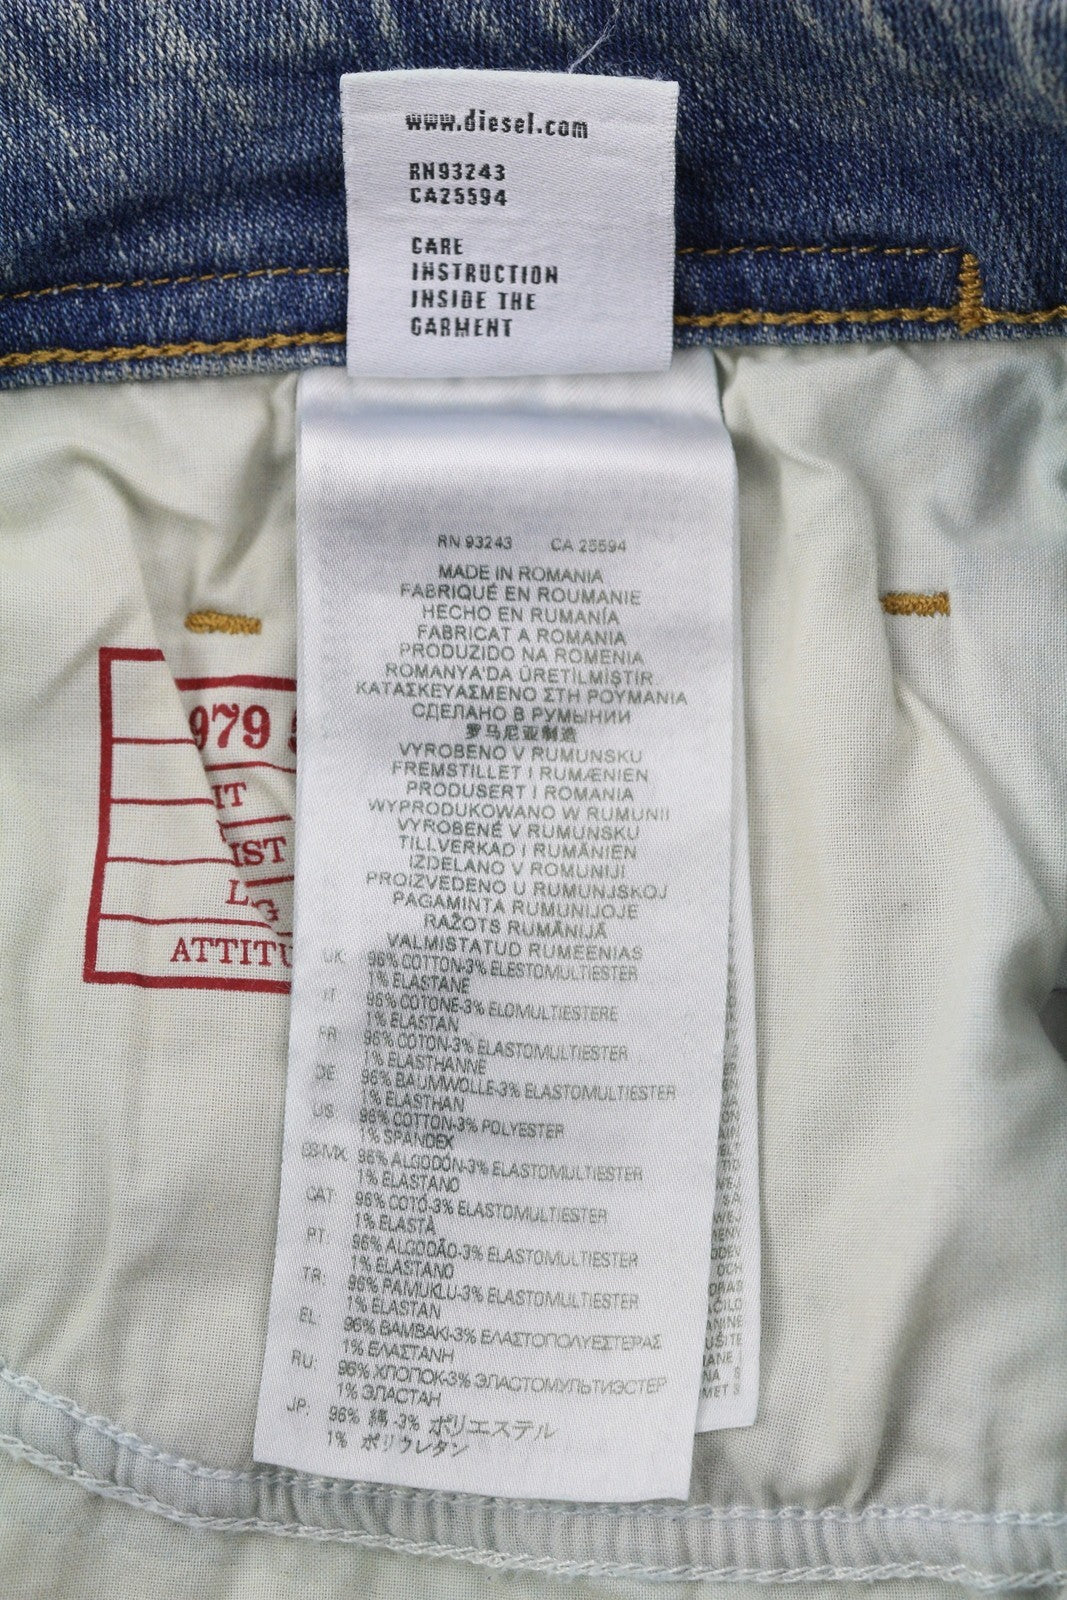 www.diesel.com
RN93243
CA25594
CARE
INSTRUCTION
INSIDE THE
GARMENT
RN 93243 CA 25594
MADE IN ROMANIA
FABRIQUÉ EN ROUMANIE
HECHO EN RUMANÍA
FABRICAT A ROMANIA
PRODUZIDO NA ROMENIA
ROMANYA'DA ÜRETİLMİŞTİR
ΚΑΤΑΣΚΕΥΑΣΜΕΝΟ ΣΤΗ ΡΟΥΜΑΝΙΑ
СДЕЛАНО В РУМЫНИИ
罗马尼亚制造
VYROBENO V RUMUNSKU
FREMSTILLET I RUMÆNIEN
PRODUSERT I ROMANIA
WYPRODUKOWANO W RUMUNII
VYROBENÉ V RUMUNSKU
TILLVERKAD I RUMÄNIEN
IZDELANO V ROMUNIJI
PROIZVEDENO U RUMUNJSKOJ
PAGAMINTA RUMUNIJOJE
RAŽOTS RUMĀNIJĀ
VALMISTATUD RUMEENIAS
UK: 96% COTTON-3% ELESTOMULTIESTER
1% ELASTANE
IT: 96% COTONE-3% ELOMULTIESTERE
1% ELASTAN
FR: 96% COTON-3% ELASTOMULTIESTER
1% ELASTHANNE
DE: 96% BAUMWOLLE-3% ELASTOMULTIESTER
1% ELASTHAN
US: 96% COTTON-3% POLYESTER
1% SPANDEX
ES-MX: 96% ALGODÓN-3% ELASTOMULTIESTER
1% ELASTANO
CAT: 96% COTÓ-3% ELASTOMULTIESTER
1% ELASTÀ
PT: 96% ALGODÃO-3% ELASTOMULTIESTER
1% ELASTANO
TR: 96% PAMUKLU-3% ELASTOMULTIESTER
1% ELASTAN
EL: 96% ΒΑΜΒΑΚΙ-3% ΕΛΑΣΤΟΠΟΛΥΕΣΤΕΡΑΣ
1% ΕΛΑΣΤΑΝΗ
RU: 96% ХЛОПОК-3% ЭЛАСТОМУЛЬТИЭСТЕР
1% ЭЛАСТАН
JP: 96% 綿 -3% ポリエステル
1% ポリウレタン
979
IT
IST
ATTITU